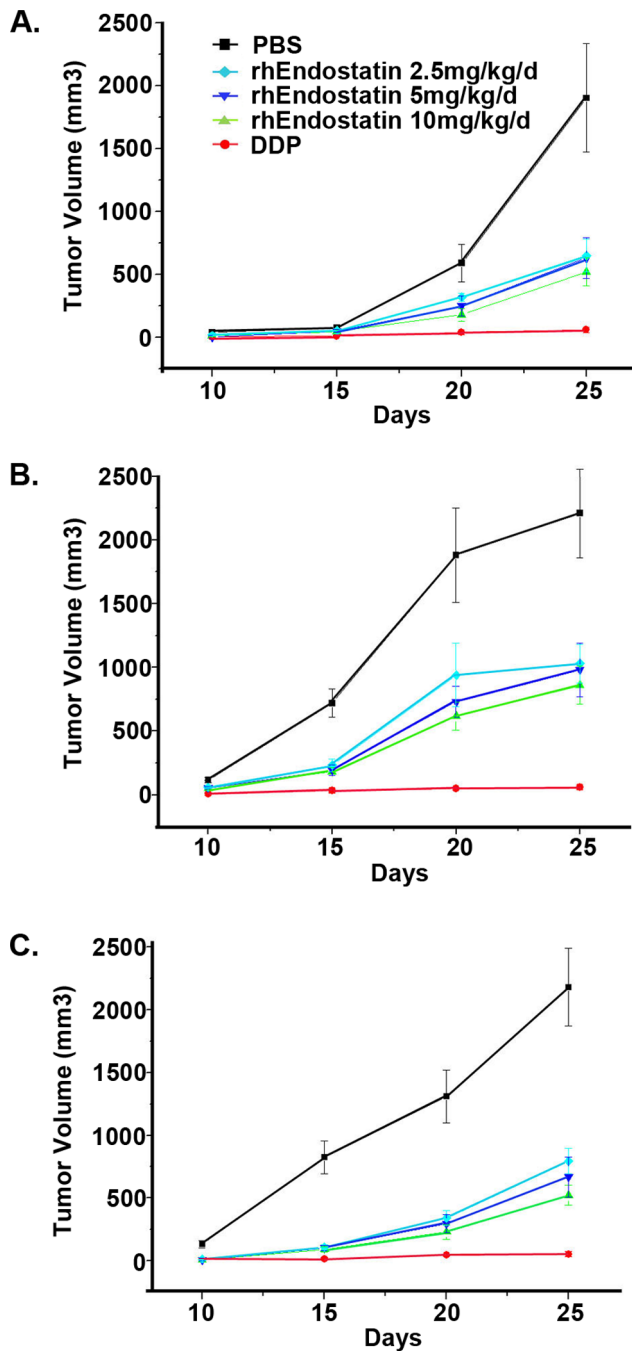 A.
Tumor Volume (mm3)
2500
2000
1500
1000
500
0
PBS
rhEndostatin 2.5mg/kg/d
rhEndostatin 5mg/kg/d
rhEndostatin 10mg/kg/d
DDP
10 15 20 25
Days
B.
Tumor Volume (mm3)
2500
2000
1500
1000
500
0
10 15 20 25
Days
C.
Tumor Volume (mm3)
2500
2000
1500
1000
500
0
10 15 20 25
Days